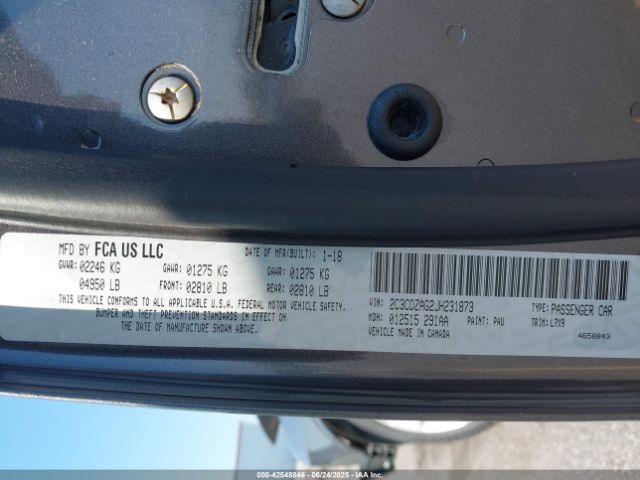 MFD BY FCA US LLC DATE OF MFR(BUILT): 1-18
GVWR: 02246 KG GAWR: 01275 KG GAWR: 01275 KG
04950 LB FRONT: 02810 LB REAR: 02810 LB
THIS VEHICLE CONFORMS TO ALL APPLICABLE U.S.A. FEDERAL MOTOR VEHICLE SAFETY,
BUMPER AND THEFT PREVENTION STANDARDS IN EFFECT ON
THE DATE OF MANUFACTURE SHOWN ABOVE.
VIN: 2C3CDZAG2JH231873 TYPE: PASSENGER CAR
MDH: 012515 291AA PAINT: PAU TRIM: L7X9
VEHICLE MADE IN CANADA 4658843
000-42548846 - 06/24/2025 - IAAI.COM